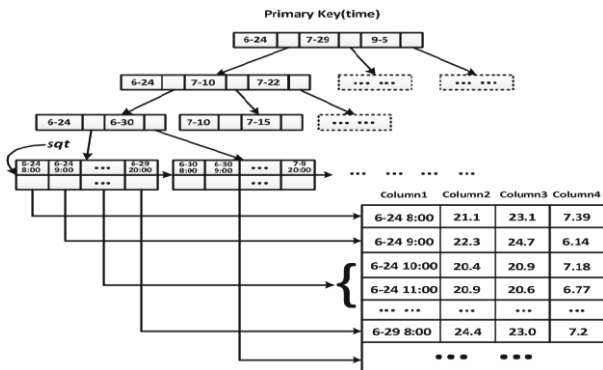 Primary Key(time)
6-24 7-29 9-5
6-24 7-10 7-22 ... ... ... ...
6-24 6-30 7-10 7-15 ... ...
sqt
6-24 8:00 6-24 9:00 ... 6-29 20:00 6-30 8:00 6-30 9:00 ... 7-9 20:00 ... ... ... ...
... ...
Column1 Column2 Column3 Column4
6-24 8:00 21.1 23.1 7.39
6-24 9:00 22.3 24.7 6.14
{ 6-24 10:00 20.4 20.9 7.18
6-24 11:00 20.9 20.6 6.77
... ... ... ... ...
6-29 8:00 24.4 23.0 7.2
... ...